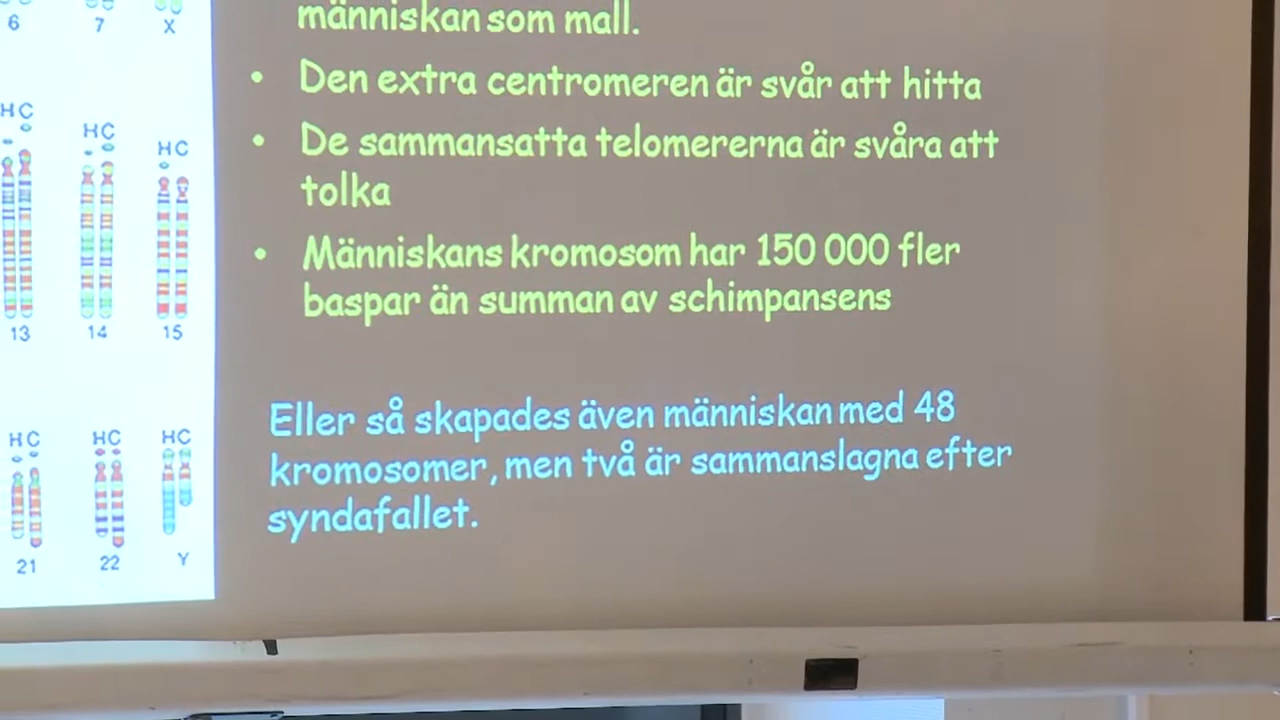 människan som mall.
• Den extra centromeren är svår att hitta
• De sammansatta telomererna är svåra att
tolka
• Människans kromosom har 150 000 fler
baspar än summan av schimpansens
Eller så skapades även människan med 48
kromosomer, men två är sammanslagna efter
syndafallet.
6 7 X
HC HC HC
13 14 15
HC HC HC
21 22 Y